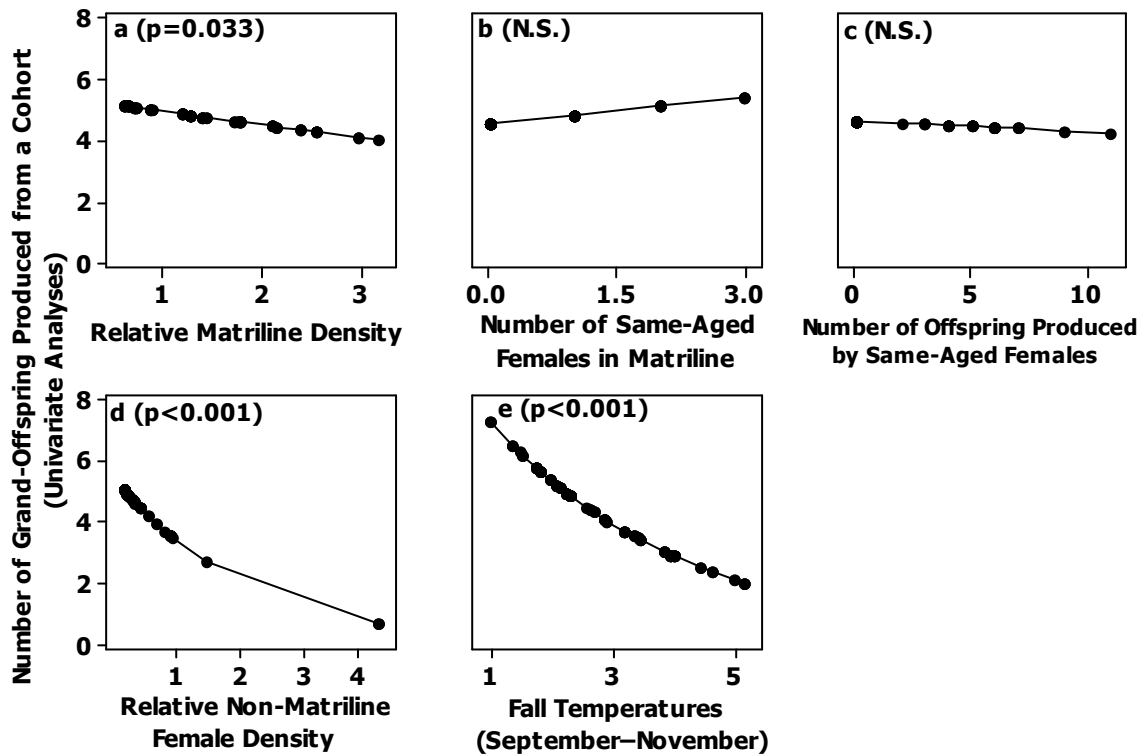 Number of Grand-Offspring Produced from a Cohort
(Univariate Analyses)
a (p=0.033)
8
6
4
2
0
1 2 3
Relative Matriline Density
b (N.S.)
0.0 1.5 3.0
Number of Same-Aged
Females in Matriline
c (N.S.)
0 5 10
Number of Offspring Produced
by Same-Aged Females
d (p<0.001)
8
6
4
2
0
1 2 3 4
Relative Non-Matriline
Female Density
e (p<0.001)
1 3 5
Fall Temperatures
(September–November)